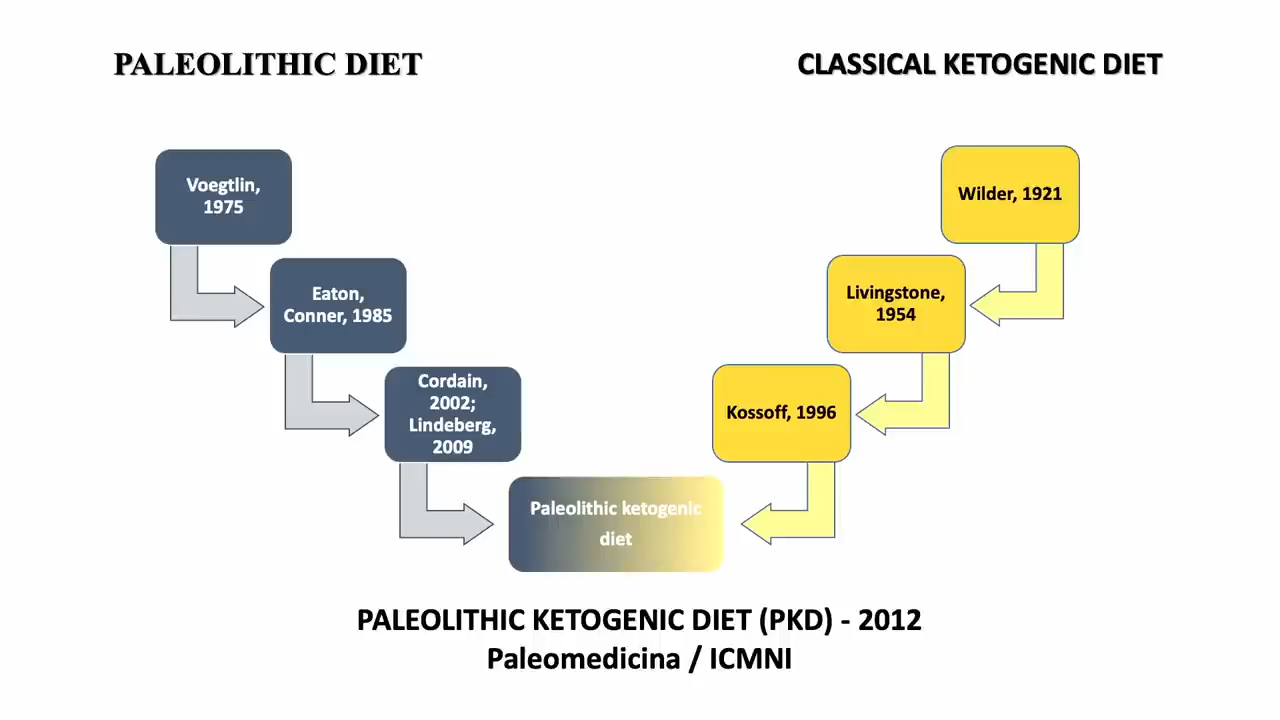 PALEOLITHIC DIET
CLASSICAL KETOGENIC DIET
Voegtlin,
1975
Eaton,
Conner, 1985
Cordain,
2002;
Lindeberg,
2009
Wilder, 1921
Livingstone,
1954
Kossoff, 1996
Paleolithic ketogenic
diet
PALEOLITHIC KETOGENIC DIET (PKD) - 2012
Paleomedicina / ICMNI